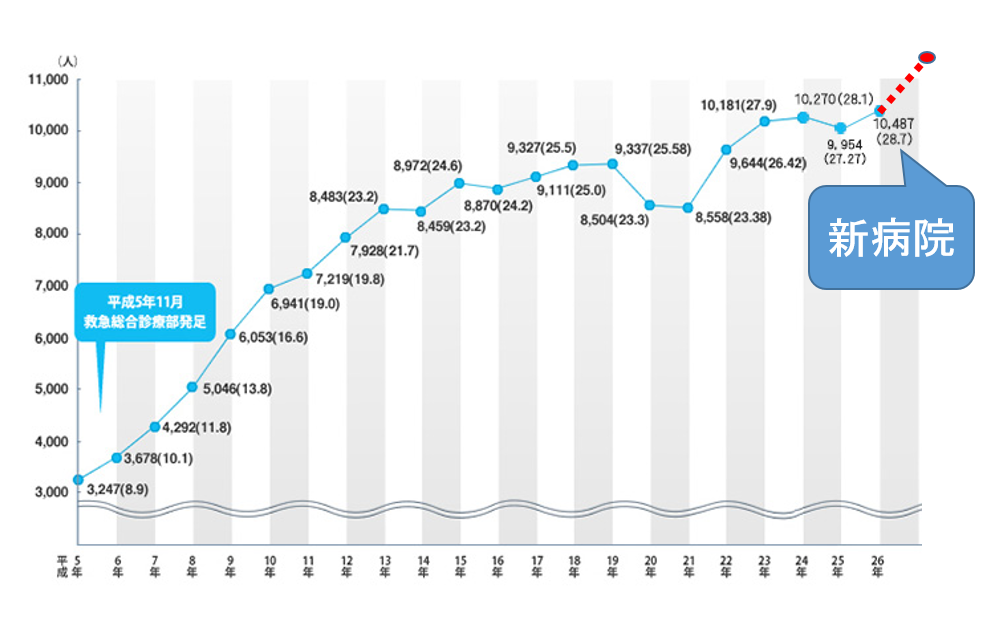 (人)
11,000
10,000
9,000
8,000
7,000
6,000
5,000
4,000
3,000
平成5年11月
救急総合診療部発足
3,247(8.9)
3,678(10.1)
4,292(11.8)
5,046(13.8)
6,053(16.6)
6,941(19.0)
7,219(19.8)
7,928(21.7)
8,483(23.2)
8,459(23.2)
8,972(24.6)
8,870(24.2)
9,111(25.0)
9,327(25.5)
9,337(25.58)
8,504(23.3)
8,558(23.38)
9,644(26.42)
10,181(27.9)
10,270(28.1)
9,954
(27.27)
10,487
(28.7)
新病院
平成
5年
6年
7年
8年
9年
10年
11年
12年
13年
14年
15年
16年
17年
18年
19年
20年
21年
22年
23年
24年
25年
26年